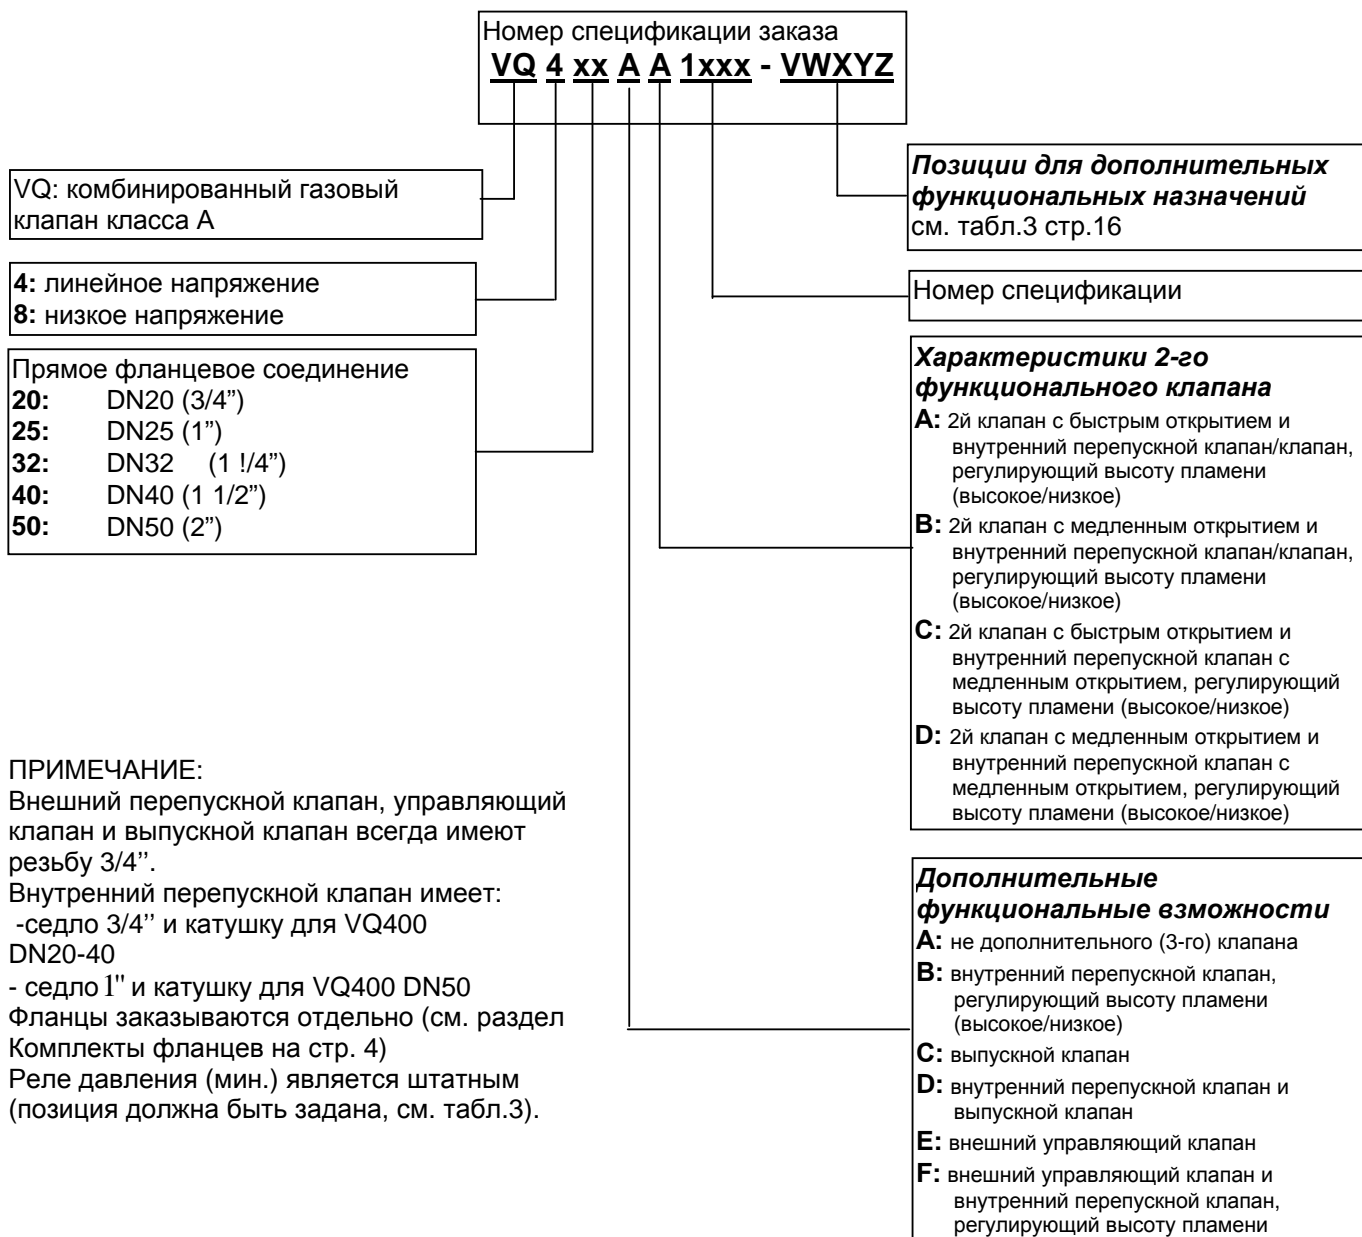 Номер спецификации заказа
VQ 4 xx A A 1xxx - VWXYZ
VQ: комбинированный газовый
клапан класса А
4: линейное напряжение
8: низкое напряжение
Прямое фланцевое соединение
20: DN20 (3/4”)
25: DN25 (1”)
32: DN32 (1 !/4”)
40: DN40 (1 1/2”)
50: DN50 (2”)
ПРИМЕЧАНИЕ:
Внешний перепускной клапан, управляющий
клапан и выпускной клапан всегда имеют
резьбу 3/4’’.
Внутренний перепускной клапан имеет:
-седло 3/4’’ и катушку для VQ400
DN20-40
- седло 1" и катушку для VQ400 DN50
Фланцы заказываются отдельно (см. раздел
Комплекты фланцев на стр. 4)
Реле давления (мин.) является штатным
(позиция должна быть задана, см. табл.3).
Позиции для дополнительных
функциональных назначений
см. табл.3 стр.16
Номер спецификации
Характеристики 2-го
функционального клапана
A: 2й клапан с быстрым открытием и
внутренний перепускной клапан/клапан,
регулирующий высоту пламени
(высокое/низкое)
B: 2й клапан с медленным открытием и
внутренний перепускной клапан/клапан,
регулирующий высоту пламени
(высокое/низкое)
C: 2й клапан с быстрым открытием и
внутренний перепускной клапан с
медленным открытием, регулирующий
высоту пламени (высокое/низкое)
D: 2й клапан с медленным открытием и
внутренний перепускной клапан с
медленным открытием, регулирующий
высоту пламени (высокое/низкое)
Дополнительные
функциональные взможности
A: не дополнительного (3-го) клапана
B: внутренний перепускной клапан,
регулирующий высоту пламени
(высокое/низкое)
C: выпускной клапан
D: внутренний перепускной клапан и
выпускной клапан
E: внешний управляющий клапан
F: внешний управляющий клапан и
внутренний перепускной клапан,
регулирующий высоту пламени